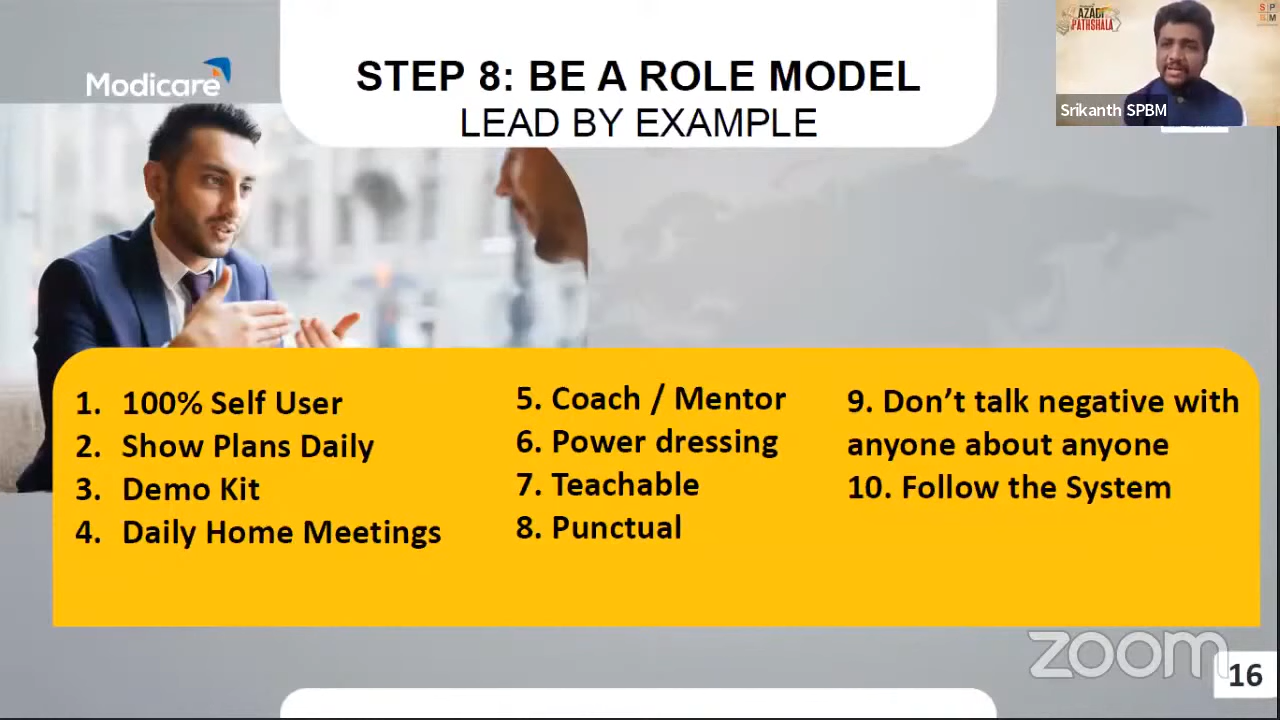 Modicare
STEP 8: BE A ROLE MODEL
LEAD BY EXAMPLE
AZADI
PATHSHALA
S P
B M
Srikanth SPBM
1. 100% Self User
2. Show Plans Daily
3. Demo Kit
4. Daily Home Meetings
5. Coach / Mentor
6. Power dressing
7. Teachable
8. Punctual
9. Don’t talk negative with
anyone about anyone
10. Follow the System
zoom
16